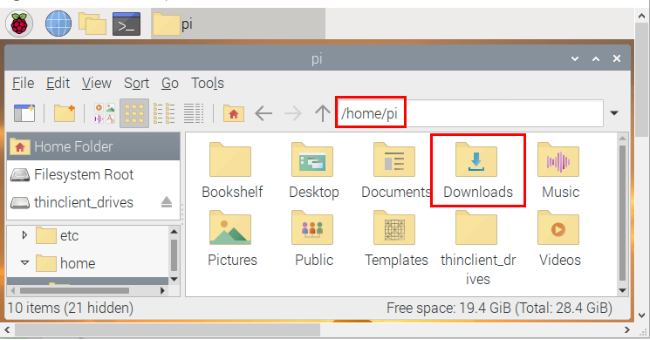 pi
pi
File Edit View Sort Go Tools
/home/pi
Home Folder
Filesystem Root
thinclient_drives
etc
home
Bookshelf Desktop Documents Downloads Music
Pictures Public Templates thinclient_dr
ives Videos
10 items (21 hidden) Free space: 19.4 GiB (Total: 28.4 GiB)